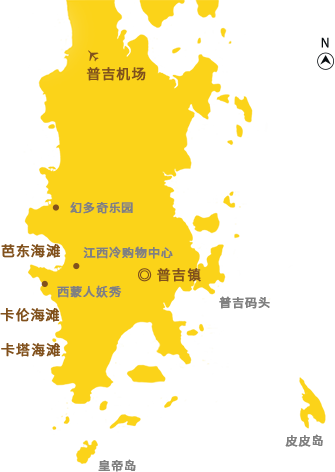 N
普吉机场
幻多奇乐园
芭东海滩
江西冷购物中心
普吉镇
西蒙人妖秀
普吉码头
卡伦海滩
卡塔海滩
皮皮岛
皇帝岛